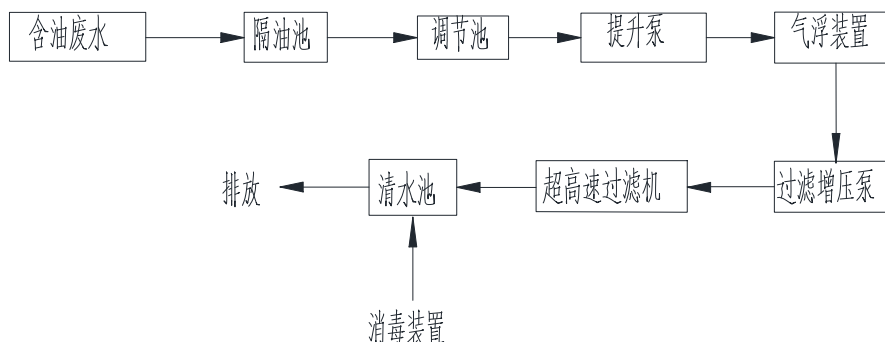 含油废水
隔油池
调节池
提升泵
气浮装置
排放
清水池
超高速过滤机
过滤增压泵
消毒装置